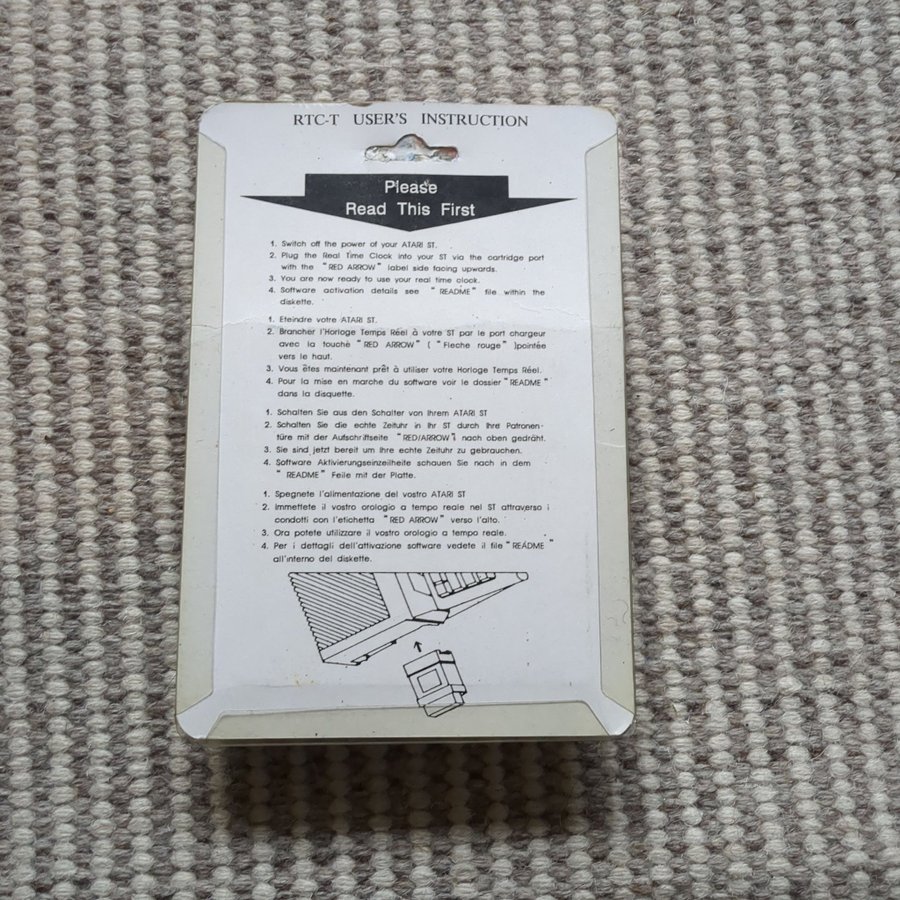 RTC-T USER'S INSTRUCTION
Please
Read This First
1. Switch off the power of your ATARI ST.
2. Plug the Real Time Clock into your ST via the cartridge port
with the "RED ARROW" label side facing upwards.
3. You are now ready to use your real time clock.
4. Software activation details see "README" file within the
diskette.
1. Eteindre votre ATARI ST.
2. Brancher l'Horloge Temps Réel à votre ST par le port chargeur
avec la touche "RED ARROW" ( "Fleche rouge" )pointée
vers le haut.
3. Vous êtes maintenant prêt à utiliser votre Horloge Temps Réel.
4. Pour la mise en marche du software voir le dossier "README"
dans la disquette.
1. Schalten Sie aus den Schalter von Ihrem ATARI ST
2. Schalten Sie die echte Zeituhr in Ihr ST durch Ihre Patronen-
türe mit der Aufschriftseite "RED/ARROW" nach oben gedräht.
3. Sie sind jetzt bereit um Ihre echte Zeituhr zu gebrauchen.
4. Software Aktivierungseinzeilheite schauen Sie nach in dem
"README" Feile mit der Platte.
1. Spegnete l'alimentazione del vostro ATARI ST
2. Immettete il vostro orologio a tempo reale nel ST attraverso i
condotti con l'etichetta "RED ARROW" verso l'alto.
3. Ora potete utilizzare il vostro orologio a tempo reale.
4. Per i dettagli dell'attivazione software vedete il file "README"
all'interno del diskette.